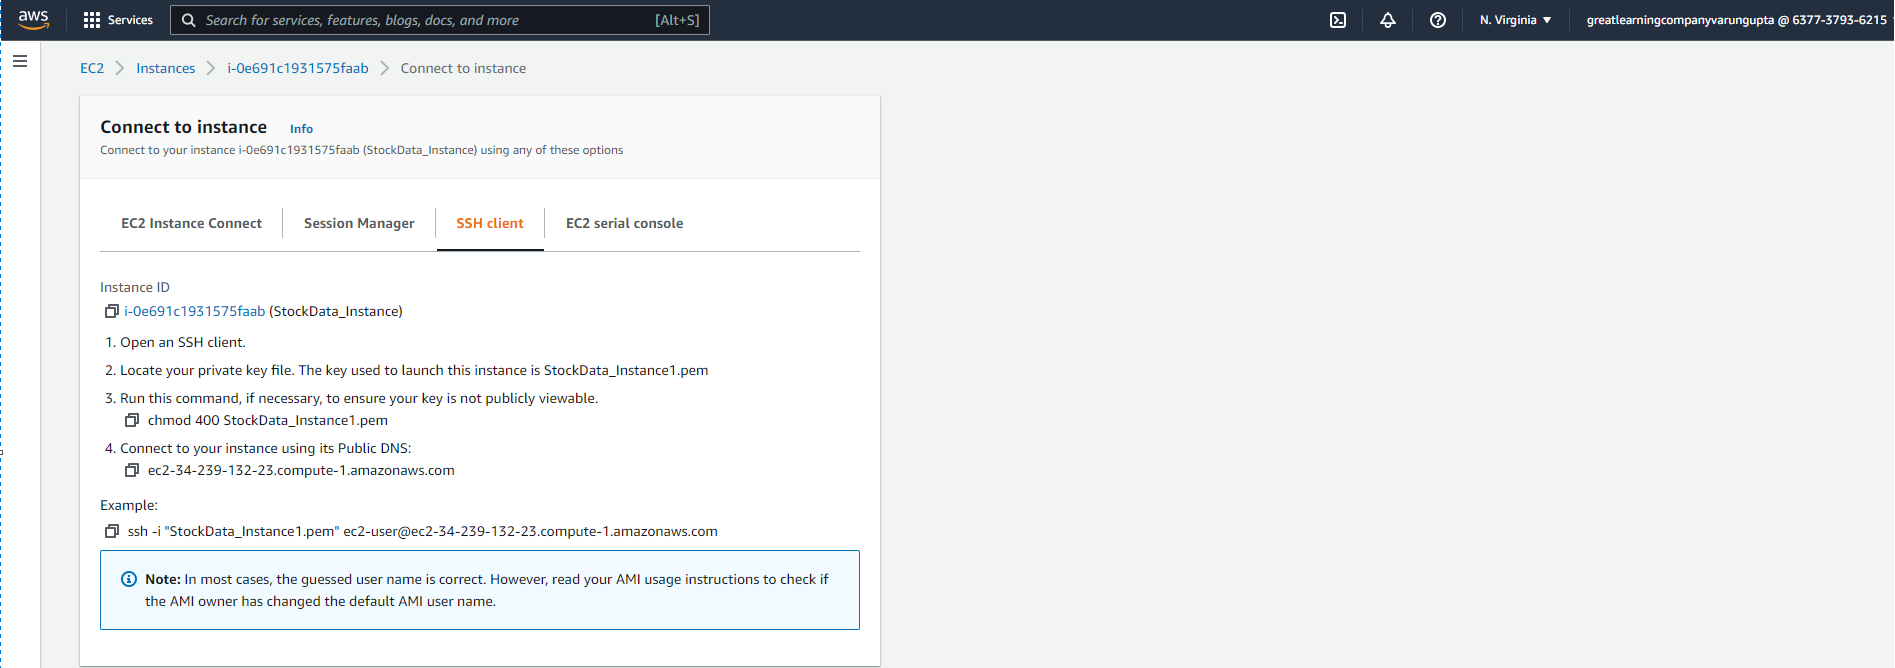 aws Services Search for services, features, blogs, docs, and more [Alt+S] N. Virginia ▼ greatlearningcompanyvarungupta @ 6377-3793-6215
EC2 > Instances > i-0e691c1931575faab > Connect to instance
Connect to instance Info
Connect to your instance i-0e691c1931575faab (StockData_Instance) using any of these options
EC2 Instance Connect Session Manager SSH client EC2 serial console
Instance ID
i-0e691c1931575faab (StockData_Instance)
1. Open an SSH client.
2. Locate your private key file. The key used to launch this instance is StockData_Instance1.pem
3. Run this command, if necessary, to ensure your key is not publicly viewable.
chmod 400 StockData_Instance1.pem
4. Connect to your instance using its Public DNS:
ec2-34-239-132-23.compute-1.amazonaws.com
Example:
ssh -i "StockData_Instance1.pem" ec2-user@ec2-34-239-132-23.compute-1.amazonaws.com
Note: In most cases, the guessed user name is correct. However, read your AMI usage instructions to check if
the AMI owner has changed the default AMI user name.